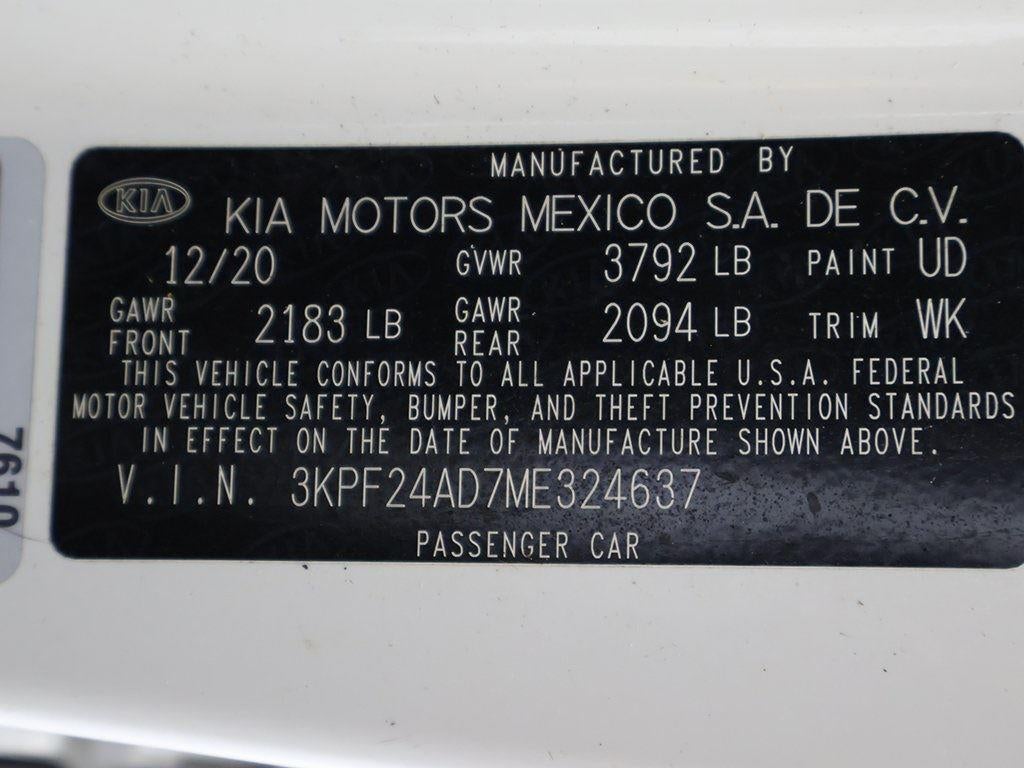 MANUFACTURED BY
KIA KIA MOTORS MEXICO S.A. DE C.V.
12/20 GVWR 3792 LB PAINT UD
GAWR FRONT 2183 LB GAWR REAR 2094 LB TRIM WK
THIS VEHICLE CONFORMS TO ALL APPLICABLE U.S.A. FEDERAL
MOTOR VEHICLE SAFETY, BUMPER, AND THEFT PREVENTION STANDARDS
IN EFFECT ON THE DATE OF MANUFACTURE SHOWN ABOVE.
V.I.N. 3KPF24AD7ME324637
PASSENGER CAR